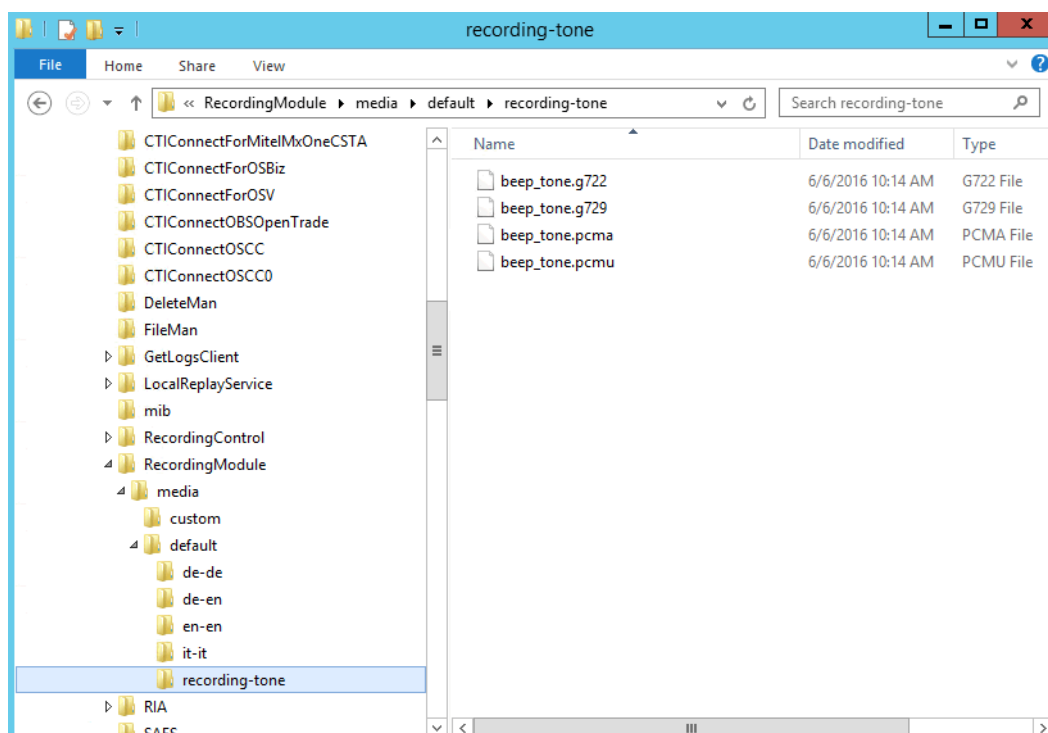 recording-tone
File Home Share View
« RecordingModule media default recording-tone Search recording-tone
CTIConnectForMitelMxOneCSTA
CTIConnectForOSBiz
CTIConnectForOSV
CTIConnectOBSOpenTrade
CTIConnectOSCC
CTIConnectOSCC0
DeleteMan
FileMan
GetLogsClient
LocalReplayService
mib
RecordingControl
RecordingModule
media
custom
default
de-de
de-en
en-en
it-it
recording-tone
RIA
Name Date modified Type
beep_tone.g722 6/6/2016 10:14 AM G722 File
beep_tone.g729 6/6/2016 10:14 AM G729 File
beep_tone.pcma 6/6/2016 10:14 AM PCMA File
beep_tone.pcmu 6/6/2016 10:14 AM PCMU File